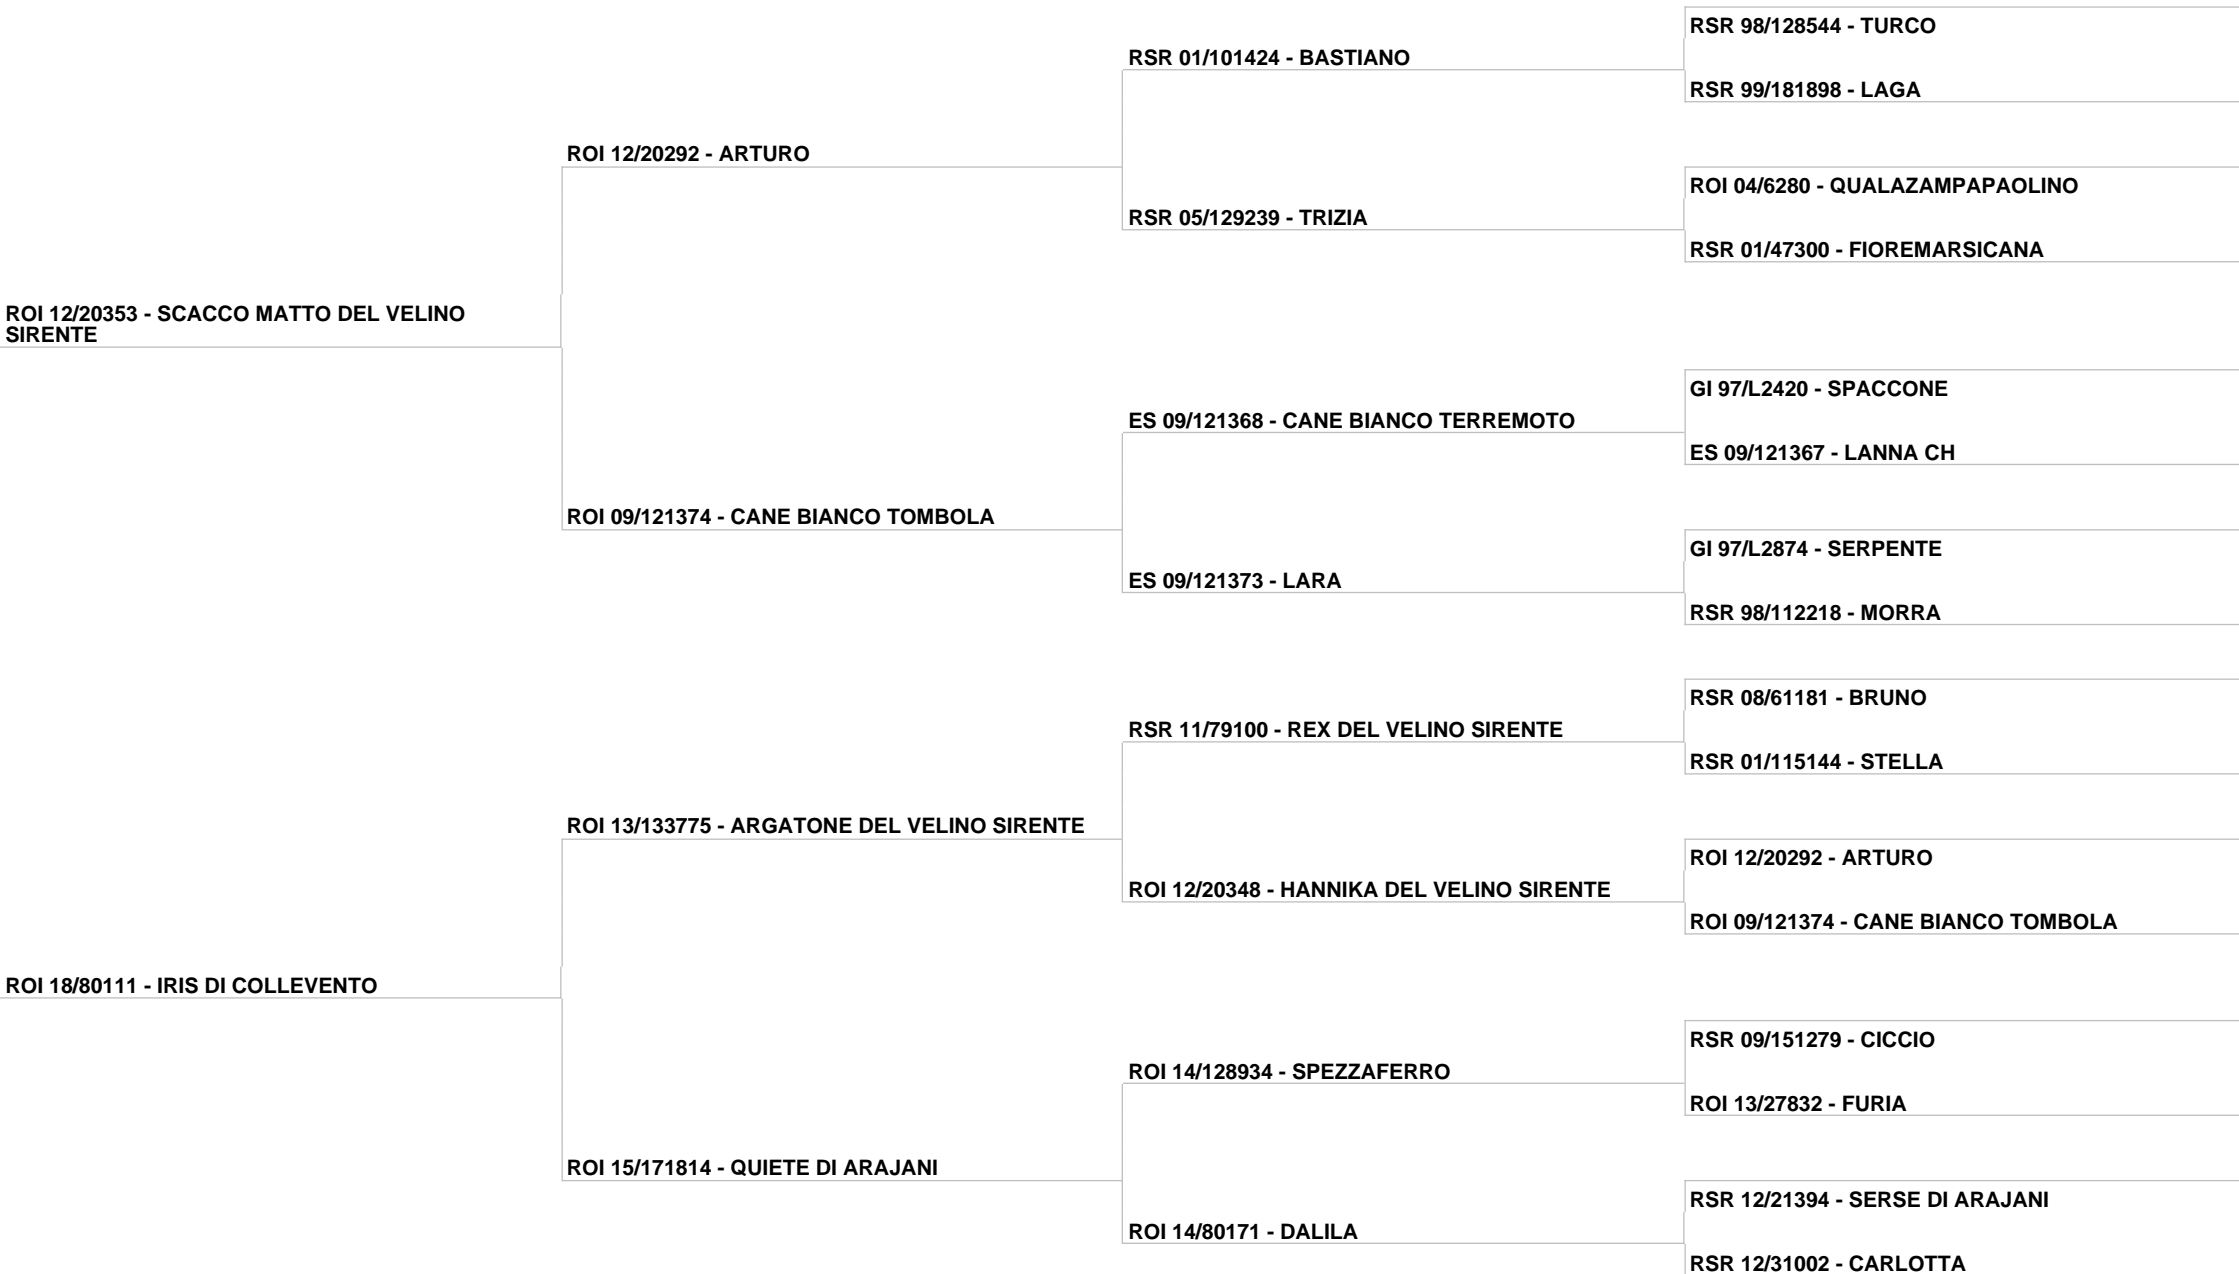 RSR 98/128544 - TURCO
RSR 01/101424 - BASTIANO
RSR 99/181898 - LAGA
ROI 12/20292 - ARTURO
ROI 04/6280 - QUALAZAMPAPAOLINO
RSR 05/129239 - TRIZIA
RSR 01/47300 - FIOREMARSICANA
ROI 12/20353 - SCACCO MATTO DEL VELINO
SIRENTE
GI 97/L2420 - SPACCONE
ES 09/121368 - CANE BIANCO TERREMOTO
ES 09/121367 - LANNA CH
ROI 09/121374 - CANE BIANCO TOMBOLA
GI 97/L2874 - SERPENTE
ES 09/121373 - LARA
RSR 98/112218 - MORRA
RSR 08/61181 - BRUNO
RSR 11/79100 - REX DEL VELINO SIRENTE
RSR 01/115144 - STELLA
ROI 13/133775 - ARGATONE DEL VELINO SIRENTE
ROI 12/20292 - ARTURO
ROI 12/20348 - HANNIKA DEL VELINO SIRENTE
ROI 09/121374 - CANE BIANCO TOMBOLA
ROI 18/80111 - IRIS DI COLLEVENTO
RSR 09/151279 - CICCIO
ROI 14/128934 - SPEZZAFERRO
ROI 13/27832 - FURIA
ROI 15/171814 - QUIETE DI ARAJANI
RSR 12/21394 - SERSE DI ARAJANI
ROI 14/80171 - DALILA
RSR 12/31002 - CARLOTTA